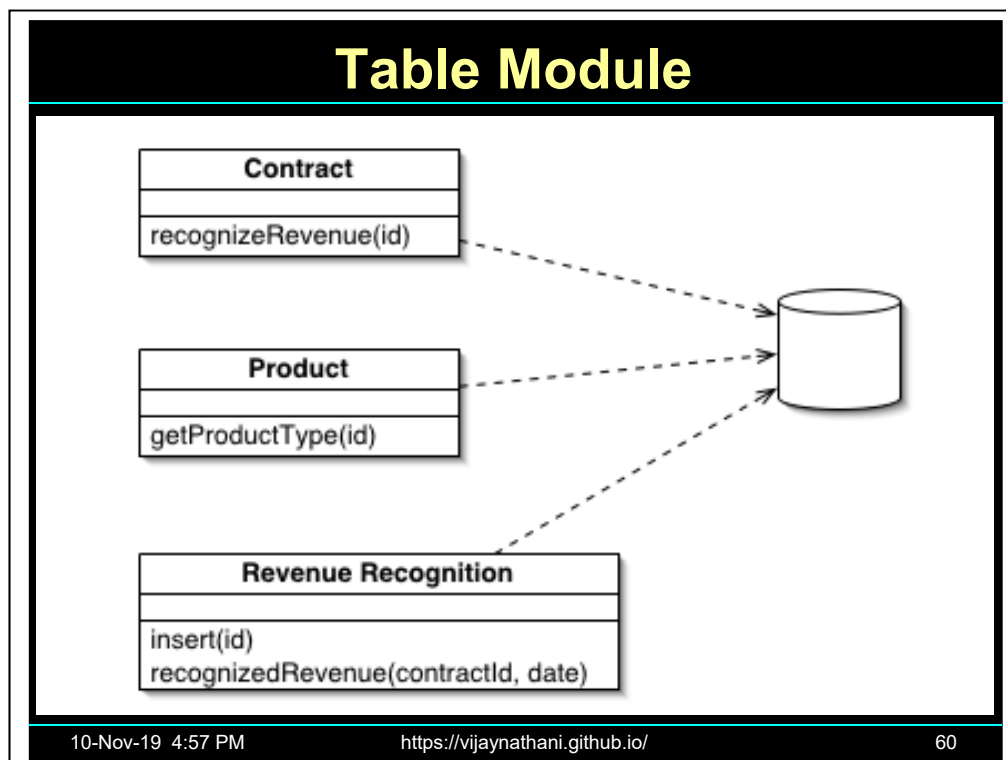 Table Module
Contract
recognizeRevenue(id)
Product
getProductType(id)
Revenue Recognition
insert(id)
recognizedRevenue(contractId, date)
10-Nov-19 4:57 PM
https://vijaynathani.github.io/
60